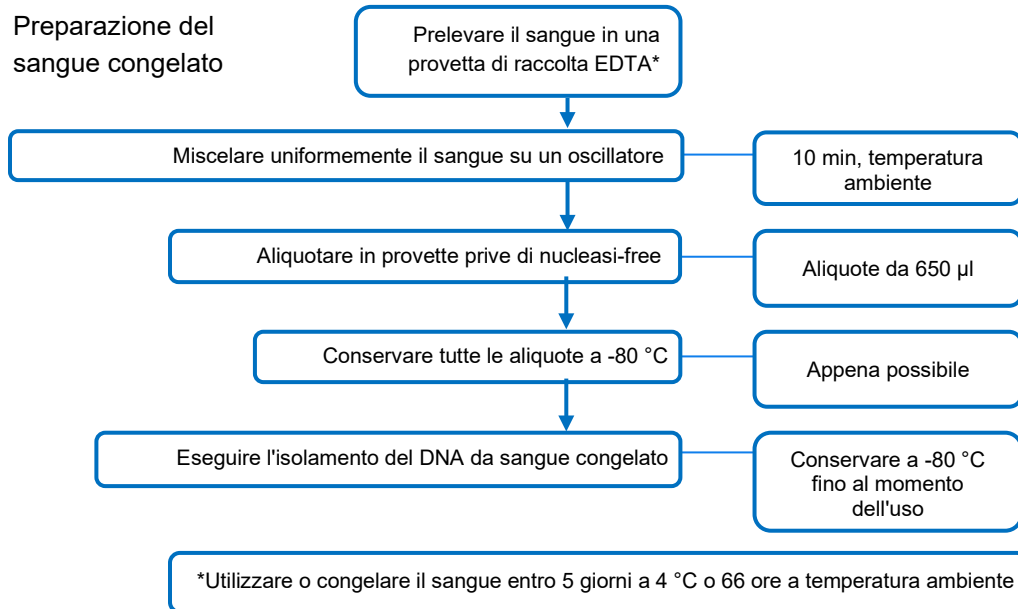 Preparazione del
sangue congelato
Prelevare il sangue in una
provetta di raccolta EDTA*
Miscelare uniformemente il sangue su un oscillatore
10 min, temperatura
ambiente
Aliquotare in provette prive di nucleasi-free
Aliquote da 650 µl
Conservare tutte le aliquote a -80 °C
Appena possibile
Eseguire l'isolamento del DNA da sangue congelato
Conservare a -80 °C
fino al momento
dell'uso
*Utilizzare o congelare il sangue entro 5 giorni a 4 °C o 66 ore a temperatura ambiente